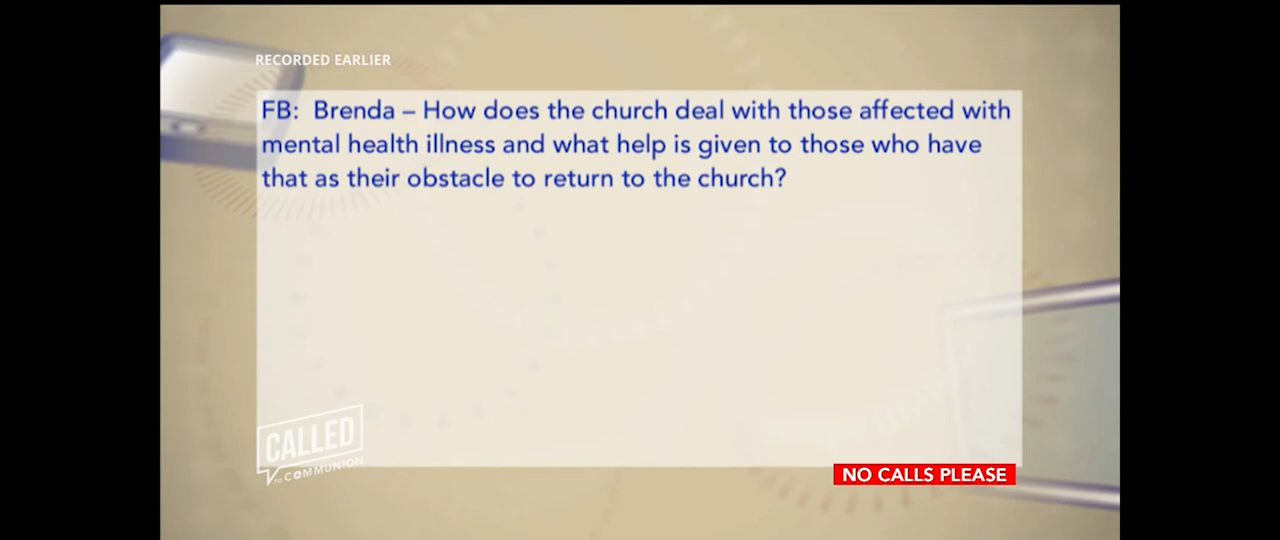 RECORDED EARLIER
FB:  Brenda – How does the church deal with those affected with
mental health illness and what help is given to those who have
that as their obstacle to return to the church?
CALLED
TO COMMUNION
NO CALLS PLEASE